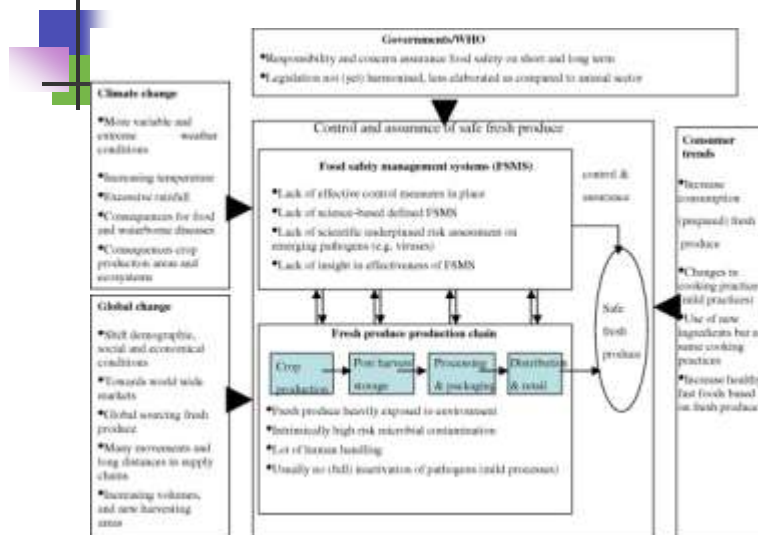 Governments/WHO
•Responsibility and concern assurance food safety on short and long term
•Legislation not (yet) harmonised, less elaborated as compared to animal sector
Climate change
•More variable and
extreme weather
conditions
•Increasing temperature
•Excessive rainfall
•Consequences for food
and waterborne diseases
•Consequences crop
production areas and
ecosystems
Global change
•Shift demographic,
social and economical
conditions
•Towards world wide
markets
•Global sourcing fresh
produce
•Many movements and
long distances in supply
chains
•Increasing volumes,
and new harvesting
areas
Control and assurance of safe fresh produce
Food safety management systems (FSMS)
•Lack of effective control measures in place
•Lack of science-based defined FSMS
•Lack of scientific underpinned risk assessment on
emerging pathogens (e.g. viruses)
•Lack of insight in effectiveness of FSMS
control &
assurance
Fresh produce production chain
Crop
production
Post harvest
storage
Processing
& packaging
Distribution
& retail
•Fresh produce heavily exposed to environment
•Intrinsically high risk microbial contamination
•Lot of human handling
•Usually no (full) inactivation of pathogens (mild processes)
Safe
fresh
produce
Consumer
trends
•Increase
consumption
(prepared) fresh
produce
•Changes in
cooking practices
(mild practices)
•Use of new
ingredients but
same cooking
practices
•Increase healthy
fast foods based
on fresh produce